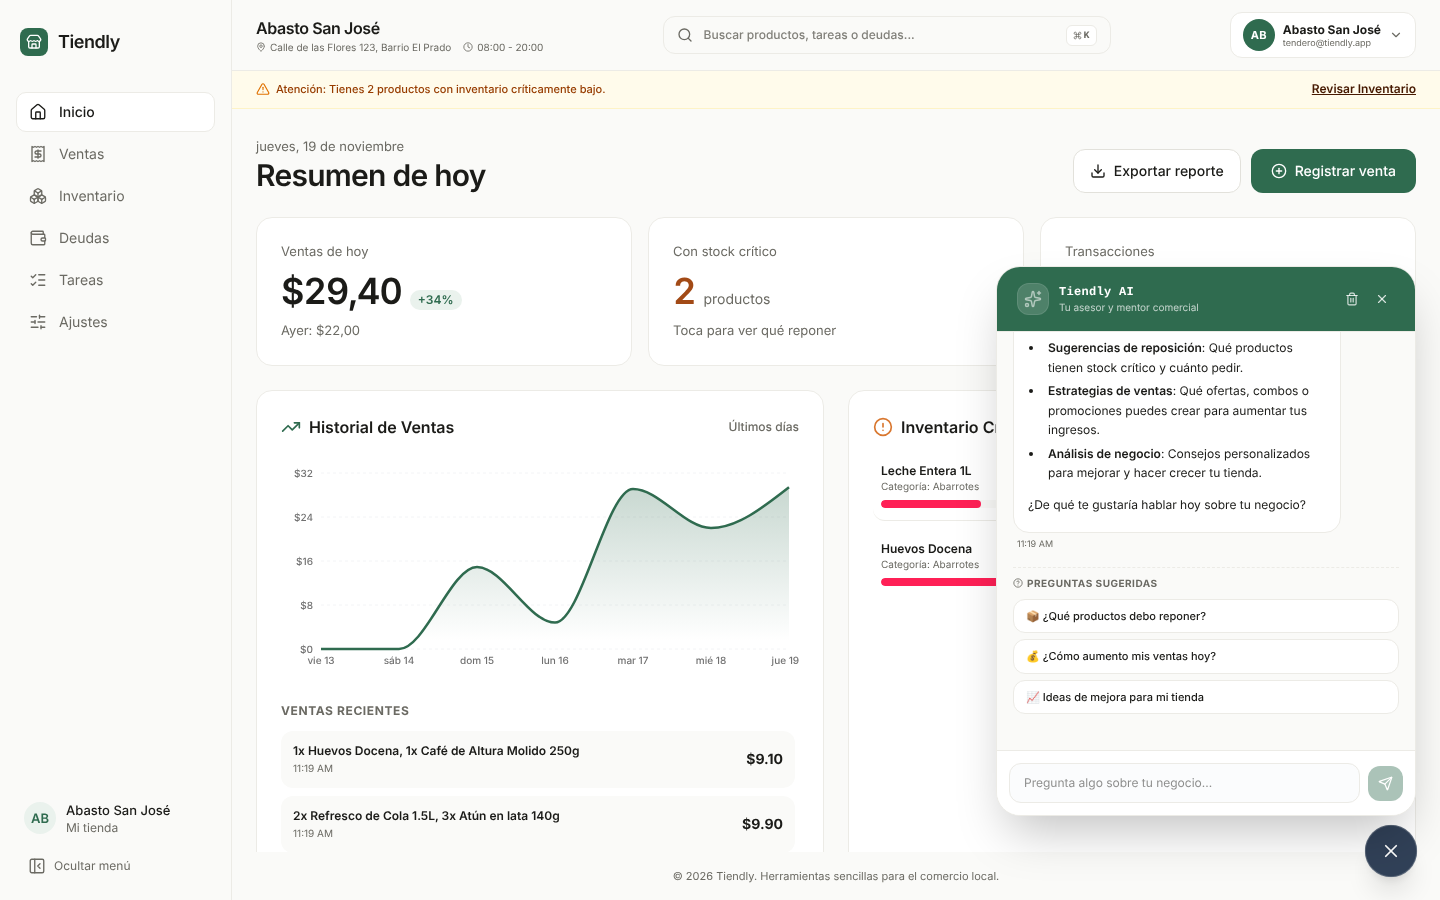 Tiendly
Inicio
Ventas
Inventario
Deudas
Tareas
Ajustes
AB
Abasto San José
Mi tienda
Ocultar menú
Abasto San José
Calle de las Flores 123, Barrio El Prado
08:00 - 20:00
Buscar productos, tareas o deudas...
⌘K
AB
Abasto San José
tendero@tiendly.app
Atención: Tienes 2 productos con inventario críticamente bajo.
Revisar Inventario
jueves, 19 de noviembre
Resumen de hoy
Exportar reporte
Registrar venta
Ventas de hoy
$29,40 +34%
Ayer: $22,00
Con stock crítico
2 productos
Toca para ver qué reponer
Transacciones
Historial de Ventas
Últimos días
$32
$24
$16
$8
$0
vie 13
sáb 14
dom 15
lun 16
mar 17
mié 18
jue 19
VENTAS RECIENTES
1x Huevos Docena, 1x Café de Altura Molido 250g
11:19 AM
$9.10
2x Refresco de Cola 1.5L, 3x Atún en lata 140g
11:19 AM
$9.90
Inventario
Leche Entera 1L
Categoría: Abarrotes
Huevos Docena
Categoría: Abarrotes
Tiendly AI
Tu asesor y mentor comercial
• Sugerencias de reposición: Qué productos
tienen stock crítico y cuánto pedir.
• Estrategias de ventas: Qué ofertas, combos o
promociones puedes crear para aumentar tus
ingresos.
• Análisis de negocio: Consejos personalizados
para mejorar y hacer crecer tu tienda.
¿De qué te gustaría hablar hoy sobre tu negocio?
11:19 AM
PREGUNTAS SUGERIDAS
📦 ¿Qué productos debo reponer?
💰 ¿Cómo aumento mis ventas hoy?
📈 Ideas de mejora para mi tienda
Pregunta algo sobre tu negocio...
© 2026 Tiendly. Herramientas sencillas para el comercio local.